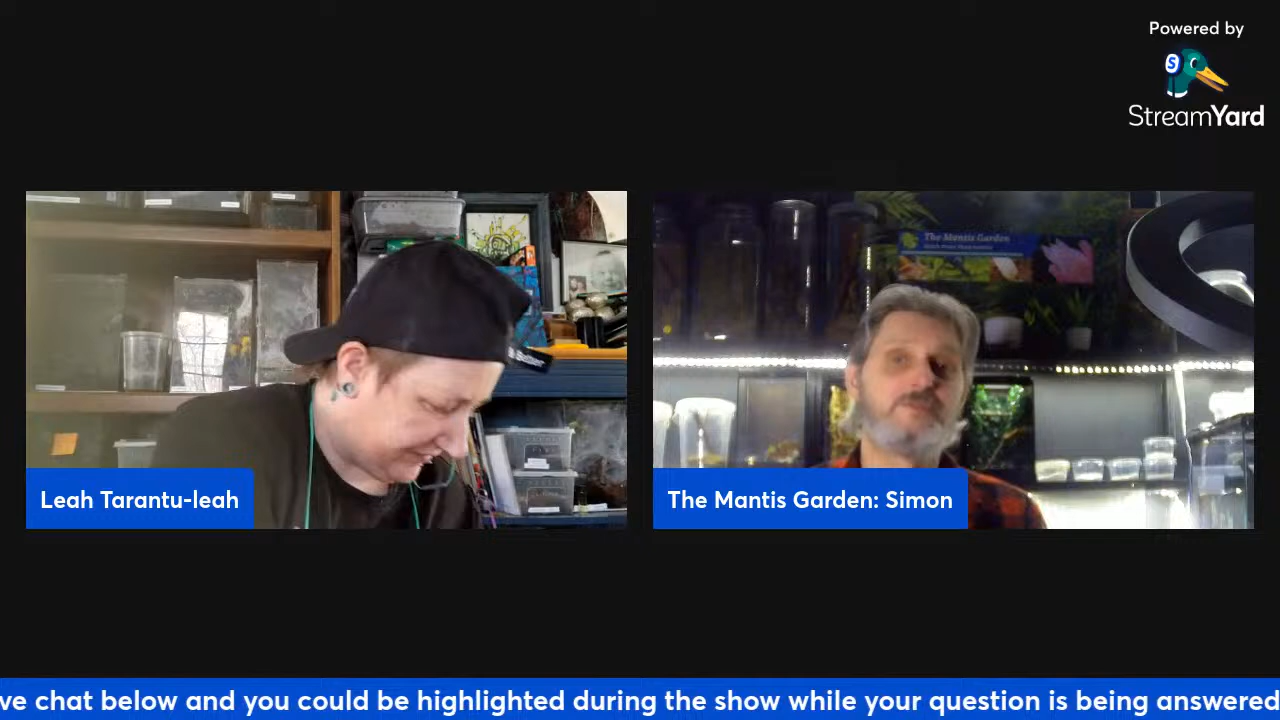 Powered by
S
StreamYard
The Mantis Garden
Leah Tarantu-leah
The Mantis Garden: Simon
ve chat below and you could be highlighted during the show while your question is being answered